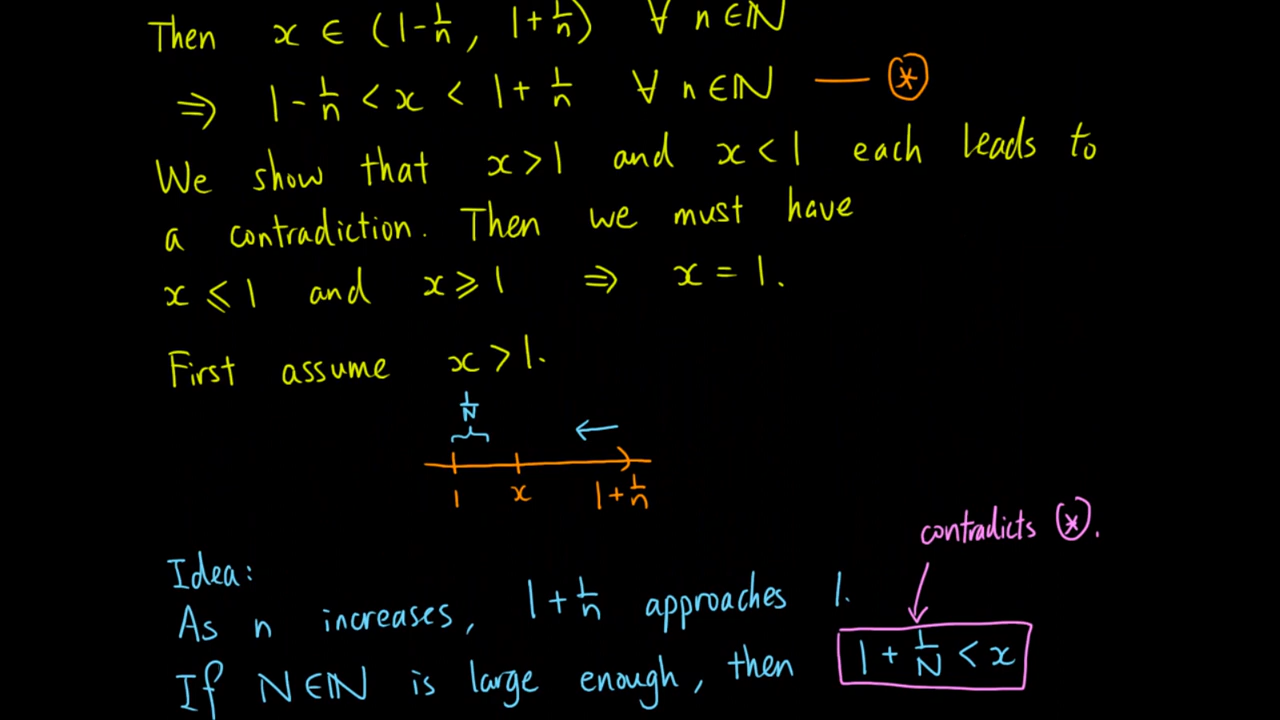 Then x ∈ (1-1/n, 1+1/n) ∀ n∈ℕ
⇒ 1-1/n < x < 1+1/n ∀ n∈ℕ — ⊛
We show that x>1 and x<1 each leads to
a contradiction. Then we must have
x⩽1 and x⩾1 ⇒ x=1.
First assume x>1.
1/N
←
1 x 1+1/n
contradicts ⊛.
Idea:
As n increases, 1+1/n approaches 1.
If N∈ℕ is large enough, then 1+1/N<x